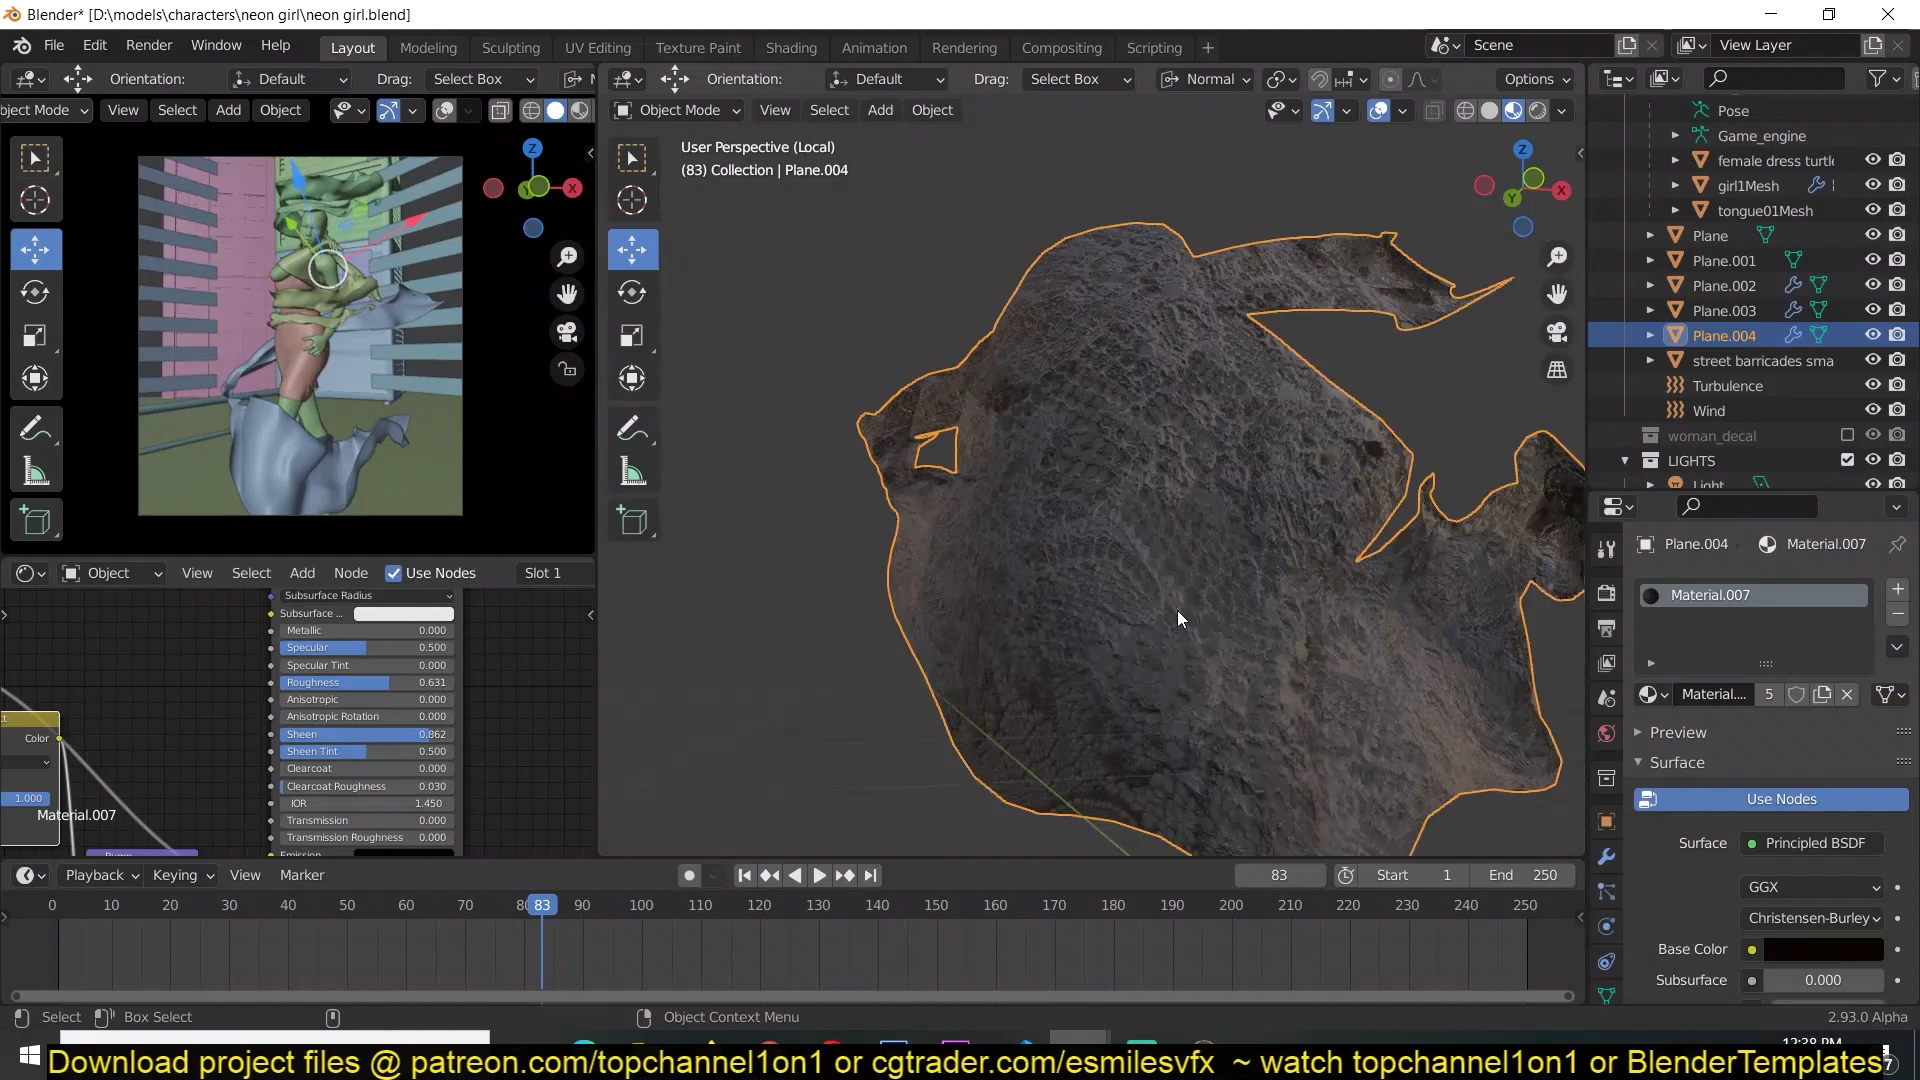 Blender* [D:\models\characters\neon girl\neon girl.blend]
File Edit Render Window Help Layout Modeling Sculpting UV Editing Texture Paint Shading Animation Rendering Compositing Scripting + Scene View Layer
Orientation: Default Drag: Select Box Orientation: Default Drag: Select Box Normal Options
bject Mode View Select Add Object Object Mode View Select Add Object
User Perspective (Local)
(83) Collection | Plane.004
Z
X
Y
Z
X
Y
Pose
Game_engine
female dress turtle
girl1Mesh
tongue01Mesh
Plane
Plane.001
Plane.002
Plane.003
Plane.004
street barricades sma
Turbulence
Wind
woman_decal
LIGHTS
Light
Object View Select Add Node Use Nodes Slot 1
Subsurface Radius
Subsurface ...
Metallic 0.000
Specular 0.500
Specular Tint 0.000
Roughness 0.631
Anisotropic 0.000
Anisotropic Rotation 0.000
Sheen 0.862
Sheen Tint 0.500
Clearcoat 0.000
Clearcoat Roughness 0.030
IOR 1.450
Transmission 0.000
Transmission Roughness 0.000
Emission
Color
1.000
Material.007
Bump
Plane.004 Material.007
Material.007
Material.... 5
Preview
Surface
Use Nodes
Surface Principled BSDF
GGX
Christensen-Burley
Base Color
Subsurface 0.000
Playback Keying View Marker 83 Start 1 End 250
0 10 20 30 40 50 60 70 80 83 90 100 110 120 130 140 150 160 170 180 190 200 210 220 230 240 250
Select Box Select Object Context Menu 2.93.0 Alpha
12:38 PM
Download project files @ patreon.com/topchannel1on1 or cgtrader.com/esmilesvfx ~ watch topchannel1on1 or BlenderTemplates